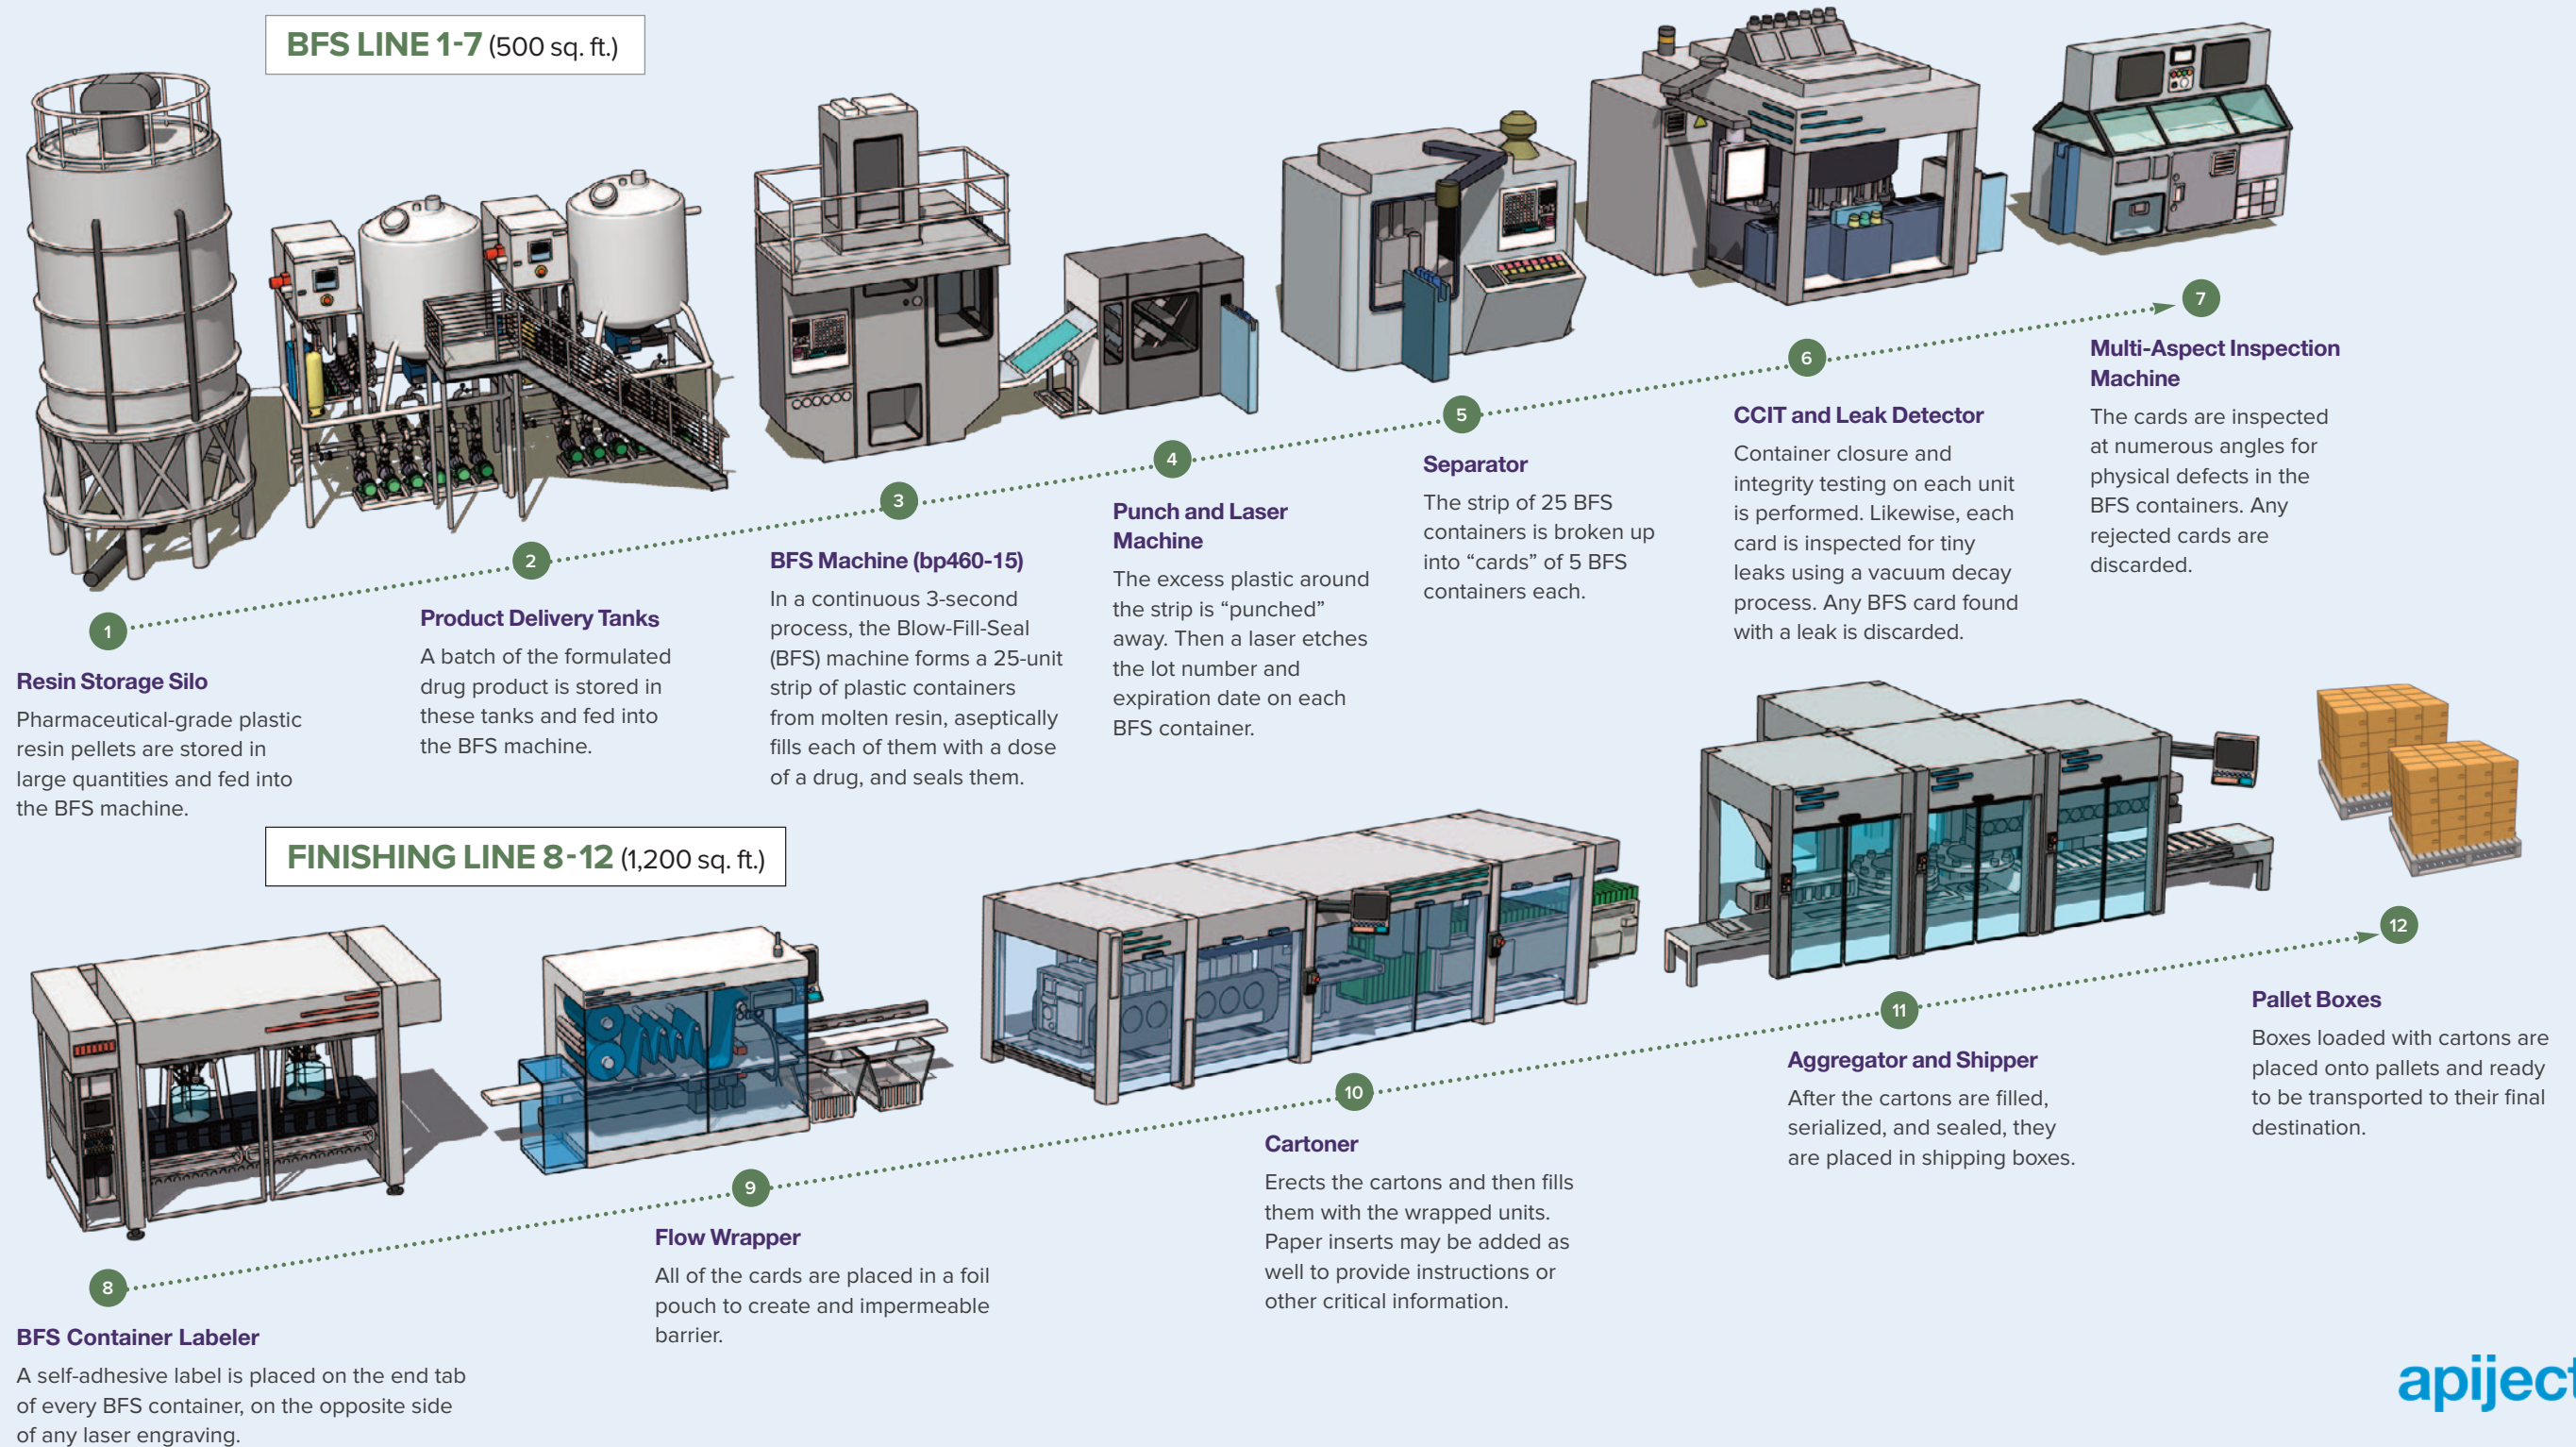 BFS LINE 1-7 (500 sq. ft.)
1
Resin Storage Silo
Pharmaceutical-grade plastic
resin pellets are stored in
large quantities and fed into
the BFS machine.
2
Product Delivery Tanks
A batch of the formulated
drug product is stored in
these tanks and fed into
the BFS machine.
3
BFS Machine (bp460-15)
In a continuous 3-second
process, the Blow-Fill-Seal
(BFS) machine forms a 25-unit
strip of plastic containers
from molten resin, aseptically
fills each of them with a dose
of a drug, and seals them.
4
Punch and Laser
Machine
The excess plastic around
the strip is “punched”
away. Then a laser etches
the lot number and
expiration date on each
BFS container.
5
Separator
The strip of 25 BFS
containers is broken up
into “cards” of 5 BFS
containers each.
6
CCIT and Leak Detector
Container closure and
integrity testing on each unit
is performed. Likewise, each
card is inspected for tiny
leaks using a vacuum decay
process. Any BFS card found
with a leak is discarded.
7
Multi-Aspect Inspection
Machine
The cards are inspected
at numerous angles for
physical defects in the
BFS containers. Any
rejected cards are
discarded.
FINISHING LINE 8-12 (1,200 sq. ft.)
8
BFS Container Labeler
A self-adhesive label is placed on the end tab
of every BFS container, on the opposite side
of any laser engraving.
9
Flow Wrapper
All of the cards are placed in a foil
pouch to create and impermeable
barrier.
10
Cartoner
Erects the cartons and then fills
them with the wrapped units.
Paper inserts may be added as
well to provide instructions or
other critical information.
11
Aggregator and Shipper
After the cartons are filled,
serialized, and sealed, they
are placed in shipping boxes.
12
Pallet Boxes
Boxes loaded with cartons are
placed onto pallets and ready
to be transported to their final
destination.
apiject